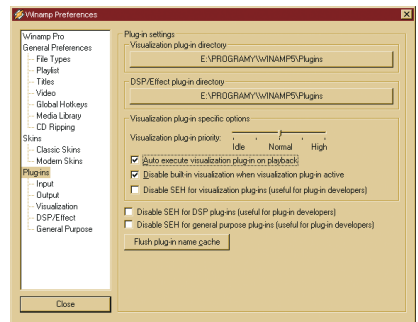 Winamp Preferences
Winamp Pro
General Preferences
File Types
Playlist
Titles
Video
Global Hotkeys
Media Library
CD Ripping
Skins
Classic Skins
Modern Skins
Plug-ins
Input
Output
Visualization
DSP/Effect
General Purpose
Close
Plug-in settings
Visualization plug-in directory
E:\PROGRAMY\WINAMP5\Plugins
DSP/Effect plug-in directory
E:\PROGRAMY\WINAMP5\Plugins
Visualization plug-in specific options
Visualization plug-in priority:
Idle Normal High
Auto execute visualization plug-in on playback
Disable built-in visualization when visualization plug-in active
Disable SEH for visualization plug-ins (useful for plug-in developers)
Disable SEH for DSP plug-ins (useful for plug-in developers)
Disable SEH for general purpose plug-ins (useful for plug-in developers)
Flush plug-in name cache